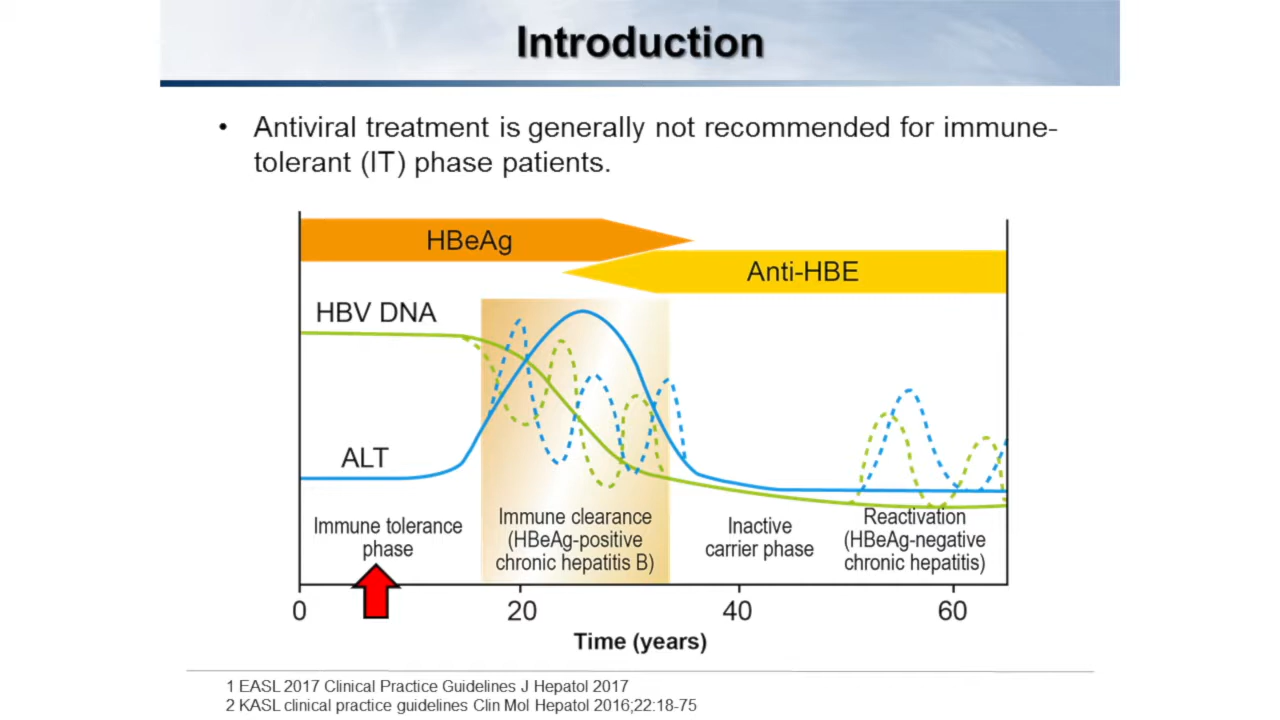 Introduction
• Antiviral treatment is generally not recommended for immune-
tolerant (IT) phase patients.
HBeAg
Anti-HBE
HBV DNA
ALT
Immune tolerance
phase
Immune clearance
(HBeAg-positive
chronic hepatitis B)
Inactive
carrier phase
Reactivation
(HBeAg-negative
chronic hepatitis)
0 20 40 60
Time (years)
1 EASL 2017 Clinical Practice Guidelines J Hepatol 2017
2 KASL clinical practice guidelines Clin Mol Hepatol 2016;22:18-75